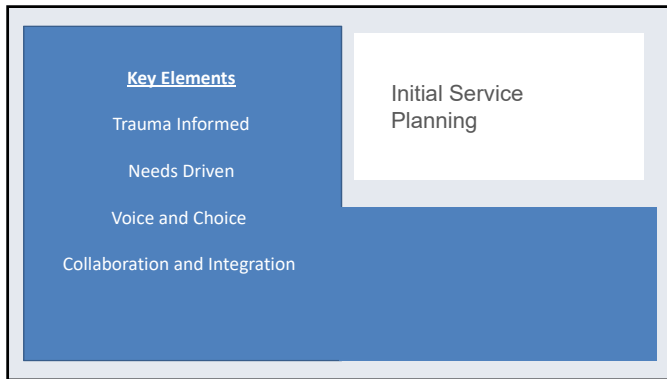 Key Elements
Trauma Informed
Needs Driven
Voice and Choice
Collaboration and Integration
Initial Service
Planning